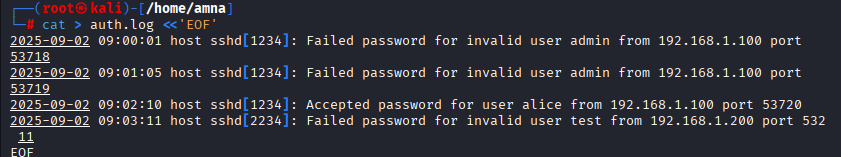 ┌──(root㉿kali)-[/home/amna]
└─# cat > auth.log <<'EOF'
2025-09-02 09:00:01 host sshd[1234]: Failed password for invalid user admin from 192.168.1.100 port
53718
2025-09-02 09:01:05 host sshd[1234]: Failed password for invalid user admin from 192.168.1.100 port
53719
2025-09-02 09:02:10 host sshd[1234]: Accepted password for user alice from 192.168.1.100 port 53720
2025-09-02 09:03:11 host sshd[2234]: Failed password for invalid user test from 192.168.1.200 port 532
11
EOF